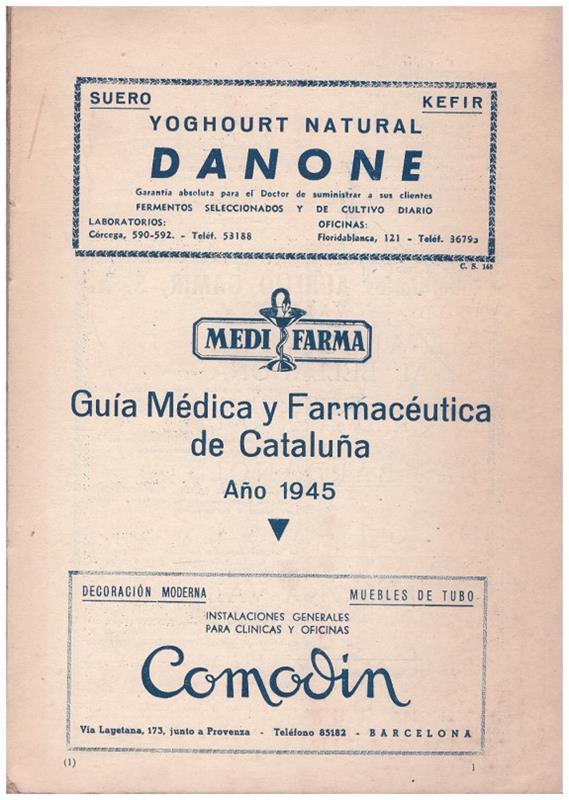 SUERO
KEFIR
YOGHOURT NATURAL
DANONE
Garantía absoluta para el Doctor de suministrar a sus clientes
FERMENTOS SELECCIONADOS Y DE CULTIVO DIARIO
LABORATORIOS:
Córcega, 590-592. - Teléf. 53188
OFICINAS:
Floridablanca, 121 - Teléf. 3679
C. S. 168
MEDI FARMA
Guía Médica y Farmacéutica
de Cataluña
Año 1945
DECORACIÓN MODERNA
MUEBLES DE TUBO
INSTALACIONES GENERALES
PARA CLINICAS Y OFICINAS
Comodin
Vía Layetana, 173, junto a Provenza - Teléfono 85182 - BARCELONA
(1)
1